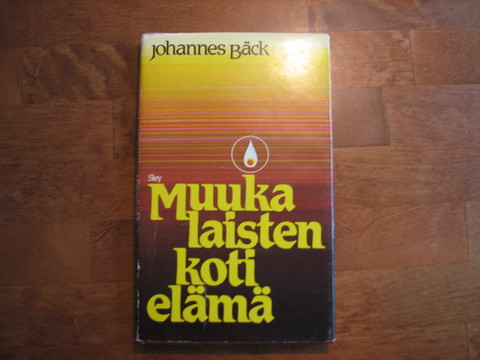 Johannes Bäck
Sley
Muuka
laisten
koti
elämä